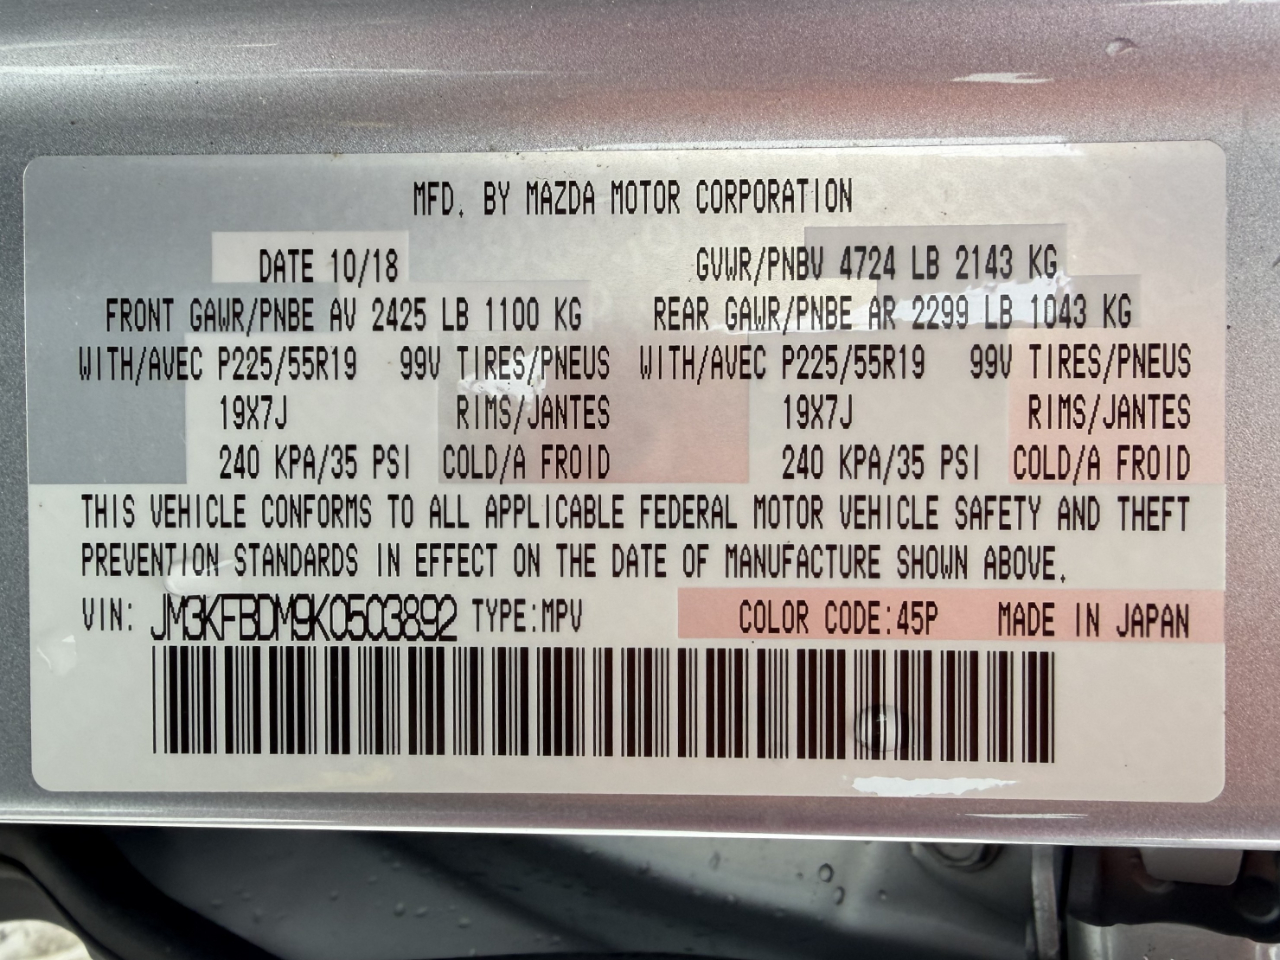 MFD. BY MAZDA MOTOR CORPORATION
DATE 10/18 GVWR/PNBV 4724 LB 2143 KG
FRONT GAWR/PNBE AV 2425 LB 1100 KG REAR GAWR/PNBE AR 2299 LB 1043 KG
WITH/AVEC P225/55R19 99V TIRES/PNEUS WITH/AVEC P225/55R19 99V TIRES/PNEUS
19X7J RIMS/JANTES 19X7J RIMS/JANTES
240 KPA/35 PSI COLD/A FROID 240 KPA/35 PSI COLD/A FROID
THIS VEHICLE CONFORMS TO ALL APPLICABLE FEDERAL MOTOR VEHICLE SAFETY AND THEFT
PREVENTION STANDARDS IN EFFECT ON THE DATE OF MANUFACTURE SHOWN ABOVE.
VIN: JM3KFBDM9K0503892 TYPE:MPV COLOR CODE:45P MADE IN JAPAN